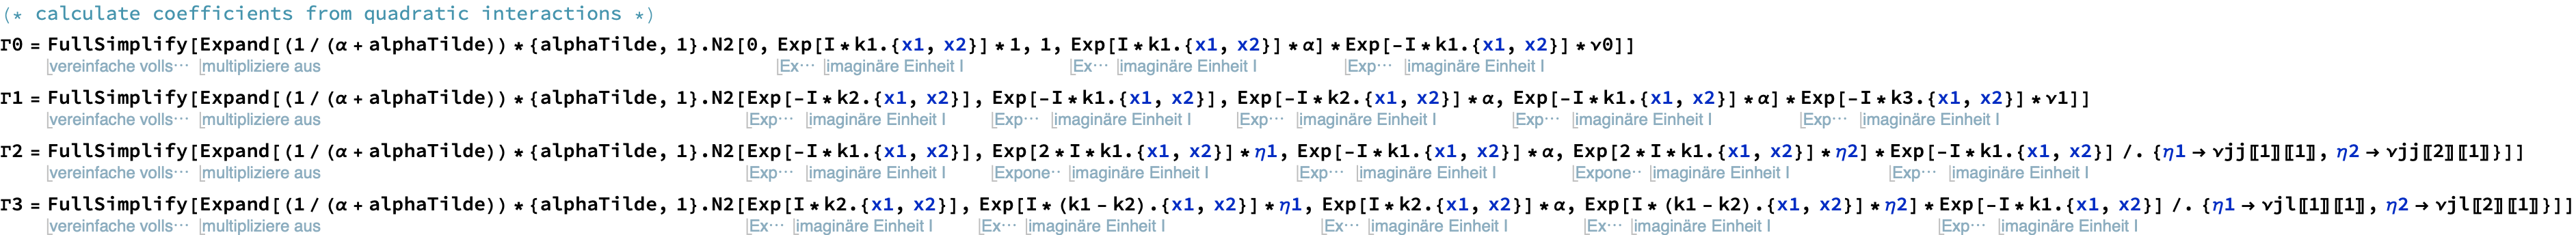 (* calculate coefficients from quadratic interactions *)
Γ0 = FullSimplify[Expand[(1 / (α + alphaTilde)) * {alphaTilde, 1}.N2[0, Exp[I * k1.{x1, x2}] * 1, 1, Exp[I * k1.{x1, x2}] * α] * Exp[-I * k1.{x1, x2}] * ν0]]
⌊vereinfache volls⋯ ⌊multipliziere aus ⌊Ex⋯ ⌊imaginäre Einheit I ⌊Ex⋯ ⌊imaginäre Einheit I ⌊Exp⋯ ⌊imaginäre Einheit I
Γ1 = FullSimplify[Expand[(1 / (α + alphaTilde)) * {alphaTilde, 1}.N2[Exp[-I * k2.{x1, x2}], Exp[-I * k1.{x1, x2}], Exp[-I * k2.{x1, x2}] * α, Exp[-I * k1.{x1, x2}] * α] * Exp[-I * k3.{x1, x2}] * ν1]]
⌊vereinfache volls⋯ ⌊multipliziere aus ⌊Exp⋯ ⌊imaginäre Einheit I ⌊Exp⋯ ⌊imaginäre Einheit I ⌊Exp⋯ ⌊imaginäre Einheit I ⌊Exp⋯ ⌊imaginäre Einheit I ⌊Exp⋯ ⌊imaginäre Einheit I
Γ2 = FullSimplify[Expand[(1 / (α + alphaTilde)) * {alphaTilde, 1}.N2[Exp[-I * k1.{x1, x2}], Exp[2 * I * k1.{x1, x2}] * η1, Exp[-I * k1.{x1, x2}] * α, Exp[2 * I * k1.{x1, x2}] * η2] * Exp[-I * k1.{x1, x2}] /. {η1 → νjj〚1〛〚1〛, η2 → νjj〚2〛〚1〛}]]
⌊vereinfache volls⋯ ⌊multipliziere aus ⌊Exp⋯ ⌊imaginäre Einheit I ⌊Expone⋯ ⌊imaginäre Einheit I ⌊Exp⋯ ⌊imaginäre Einheit I ⌊Expone⋯ ⌊imaginäre Einheit I ⌊Exp⋯ ⌊imaginäre Einheit I
Γ3 = FullSimplify[Expand[(1 / (α + alphaTilde)) * {alphaTilde, 1}.N2[Exp[I * k2.{x1, x2}], Exp[I * (k1 - k2).{x1, x2}] * η1, Exp[I * k2.{x1, x2}] * α, Exp[I * (k1 - k2).{x1, x2}] * η2] * Exp[-I * k1.{x1, x2}] /. {η1 → νjl〚1〛〚1〛, η2 → νjl〚2〛〚1〛}]]
⌊vereinfache volls⋯ ⌊multipliziere aus ⌊Ex⋯ ⌊imaginäre Einheit I ⌊Ex⋯ ⌊imaginäre Einheit I ⌊Ex⋯ ⌊imaginäre Einheit I ⌊Ex⋯ ⌊imaginäre Einheit I ⌊Exp⋯ ⌊imaginäre Einheit I